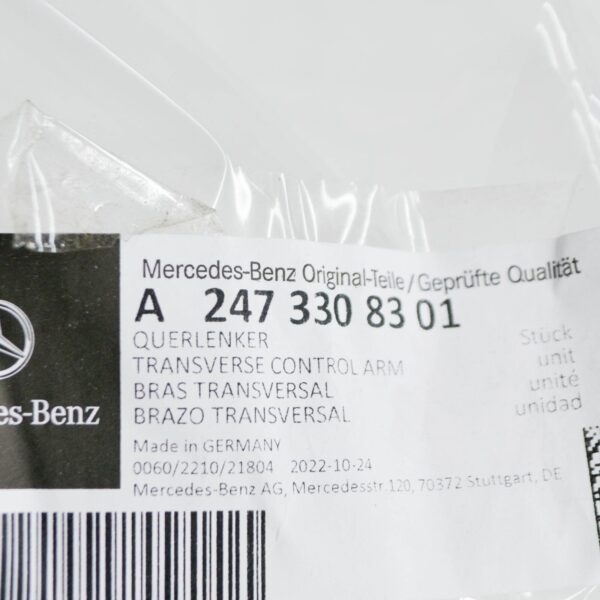 Mercedes-Benz Original-Teile/Geprüfte Qualität
A 247 330 83 01
QUERLENKER Stück
TRANSVERSE CONTROL ARM unit
BRAS TRANSVERSAL unité
BRAZO TRANSVERSAL unidad
es-Benz
Made in GERMANY
0060/2210/21804 2022-10-24
Mercedes-Benz AG, Mercedesstr.120, 70372 Stuttgart, DE